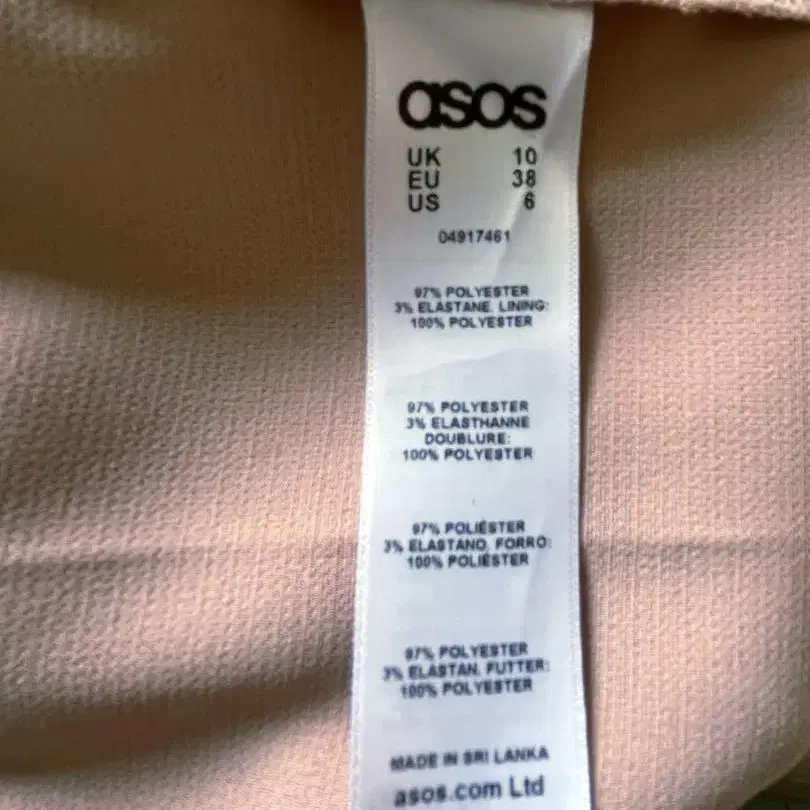 asos
UK 10
EU 38
US 6
04917461
97% POLYESTER
3% ELASTANE. LINING:
100% POLYESTER
97% POLYESTER
3% ELASTHANNE
DOUBLURE:
100% POLYESTER
97% POLIÉSTER
3% ELASTANO. FORRO:
100% POLIÉSTER
97% POLYESTER
3% ELASTAN. FUTTER:
100% POLYESTER
MADE IN SRI LANKA
asos.com Ltd